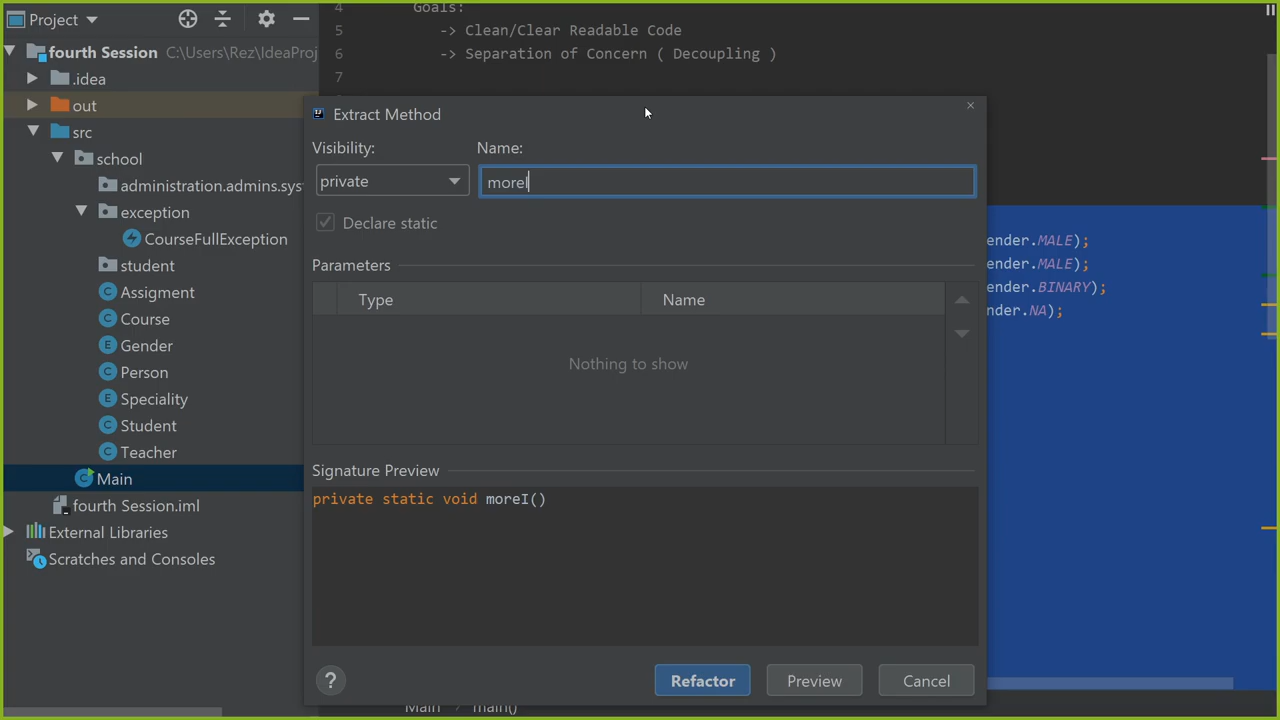 Project
fourth Session C:\Users\Rez\IdeaProj
.idea
out
src
school
administration.admins.sys
exception
CourseFullException
student
Assigment
Course
Gender
Person
Speciality
Student
Teacher
Main
fourth Session.iml
External Libraries
Scratches and Consoles
4 Goals:
5 -> Clean/Clear Readable Code
6 -> Separation of Concern ( Decoupling )
7
Extract Method
Visibility: Name:
private moreI
Declare static
Parameters
Type Name
Nothing to show
Signature Preview
private static void moreI()
? Refactor Preview Cancel
ender.MALE);
ender.MALE);
ender.BINARY);
nder.NA);
Main > main()